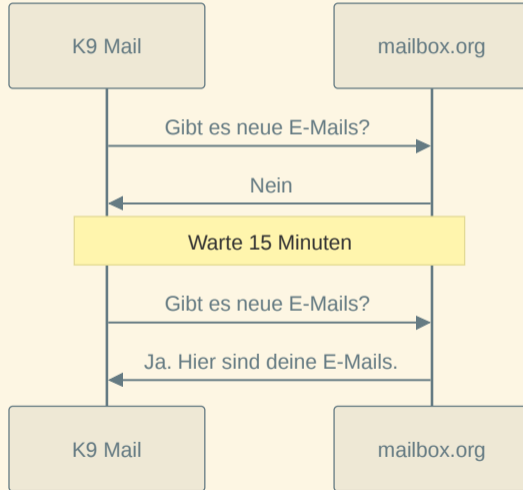 K9 Mail
mailbox.org
Gibt es neue E-Mails?
Nein
Warte 15 Minuten
Gibt es neue E-Mails?
Ja. Hier sind deine E-Mails.
K9 Mail
mailbox.org